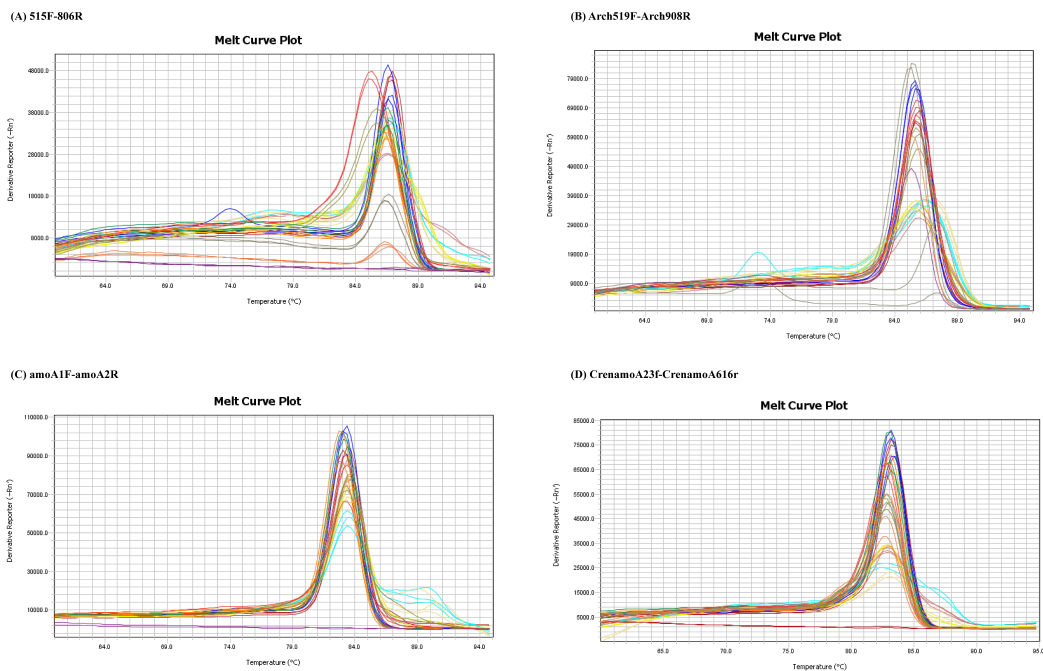 (A) 515F-806R
Melt Curve Plot
Derivative Reporter (-Rn')
48000.0
38000.0
28000.0
18000.0
8000.0
64.0 69.0 74.0 79.0 84.0 89.0 94.0
Temperature (°C)
(B) Arch519F-Arch908R
Melt Curve Plot
Derivative Reporter (-Rn')
79000.0
69000.0
59000.0
49000.0
39000.0
29000.0
19000.0
9000.0
64.0 69.0 74.0 79.0 84.0 89.0 94.0
Temperature (°C)
(C) amoA1F-amoA2R
Melt Curve Plot
Derivative Reporter (-Rn')
110000.0
90000.0
70000.0
50000.0
30000.0
10000.0
64.0 69.0 74.0 79.0 84.0 89.0 94.0
Temperature (°C)
(D) CrenamoA23f-CrenamoA616r
Melt Curve Plot
Derivative Reporter (-Rn')
85000.0
75000.0
65000.0
55000.0
45000.0
35000.0
25000.0
15000.0
5000.0
65.0 70.0 75.0 80.0 85.0 90.0 95.0
Temperature (°C)